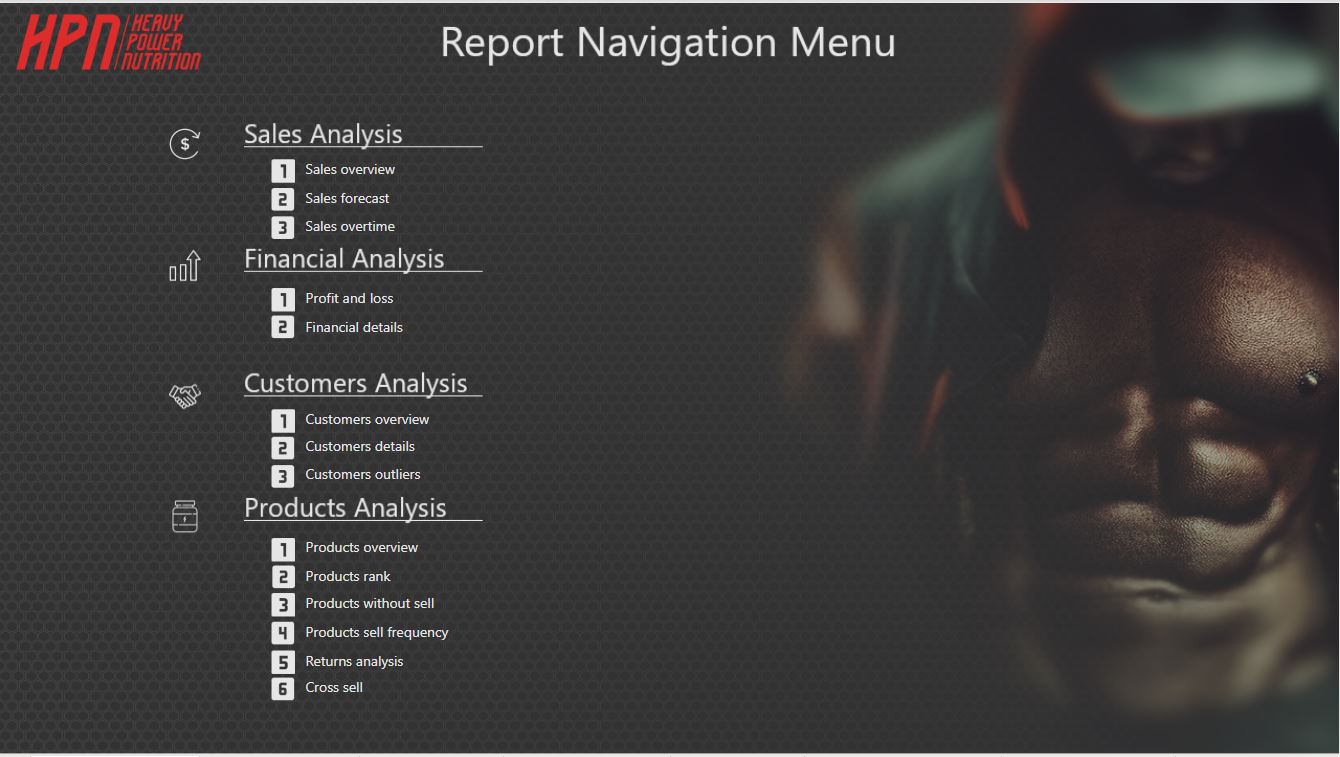 HPN
HEAVY
POWER
NUTRITION
Report Navigation Menu
$
Sales Analysis
1 Sales overview
2 Sales forecast
3 Sales overtime
Financial Analysis
1 Profit and loss
2 Financial details
Customers Analysis
1 Customers overview
2 Customers details
3 Customers outliers
Products Analysis
1 Products overview
2 Products rank
3 Products without sell
4 Products sell frequency
5 Returns analysis
6 Cross sell